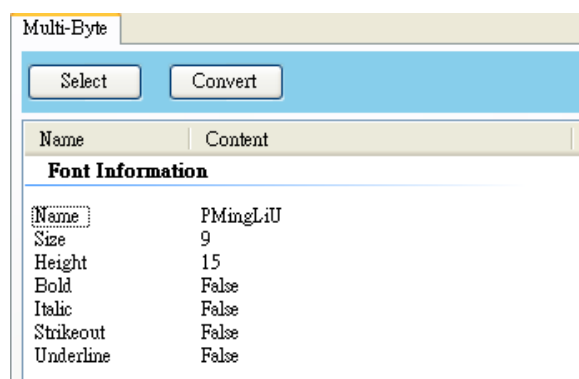 Multi-Byte
Select Convert
Name Content
Font Information
Name PMingLiU
Size 9
Height 15
Bold False
Italic False
Strikeout False
Underline False